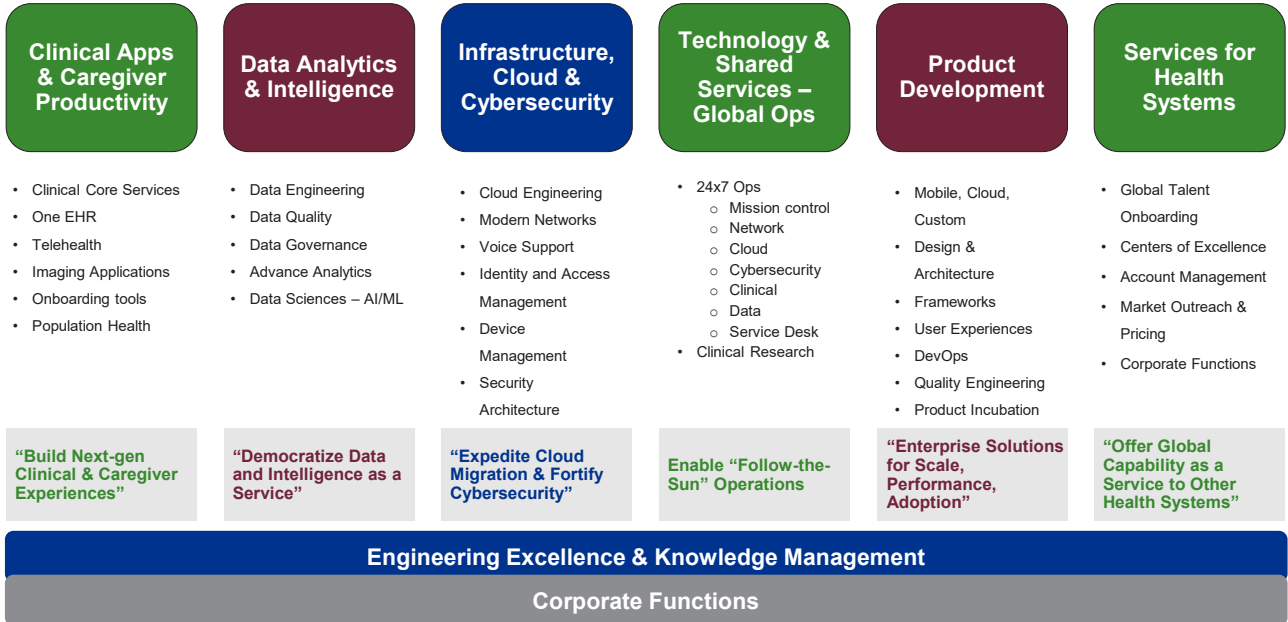 Clinical Apps
& Caregiver
Productivity
Data Analytics
& Intelligence
Infrastructure,
Cloud &
Cybersecurity
Technology &
Shared
Services –
Global Ops
Product
Development
Services for
Health
Systems
• Clinical Core Services
• One EHR
• Telehealth
• Imaging Applications
• Onboarding tools
• Population Health
• Data Engineering
• Data Quality
• Data Governance
• Advance Analytics
• Data Sciences – AI/ML
• Cloud Engineering
• Modern Networks
• Voice Support
• Identity and Access
Management
• Device
Management
• Security
Architecture
• 24x7 Ops
o Mission control
o Network
o Cloud
o Cybersecurity
o Clinical
o Data
o Service Desk
• Clinical Research
• Mobile, Cloud,
Custom
• Design &
Architecture
• Frameworks
• User Experiences
• DevOps
• Quality Engineering
• Product Incubation
• Global Talent
Onboarding
• Centers of Excellence
• Account Management
• Market Outreach &
Pricing
• Corporate Functions
“Build Next-gen
Clinical & Caregiver
Experiences”
“Democratize Data
and Intelligence as a
Service”
“Expedite Cloud
Migration & Fortify
Cybersecurity”
Enable “Follow-the-
Sun” Operations
“Enterprise Solutions
for Scale,
Performance,
Adoption”
“Offer Global
Capability as a
Service to Other
Health Systems”
Engineering Excellence & Knowledge Management
Corporate Functions